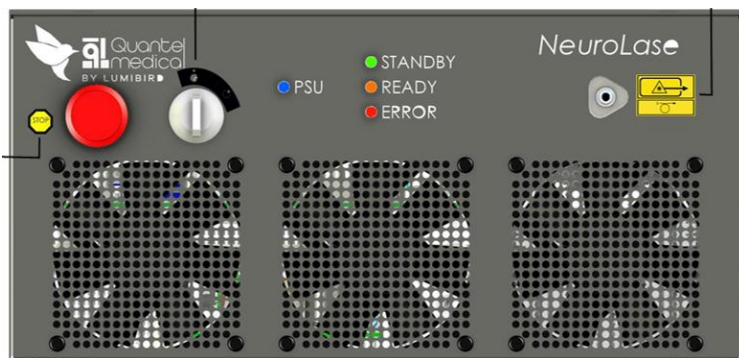 Quantel
medical
BY LUMIBIRD
NeuroLase
STANDBY
PSU
READY
ERROR
STOP